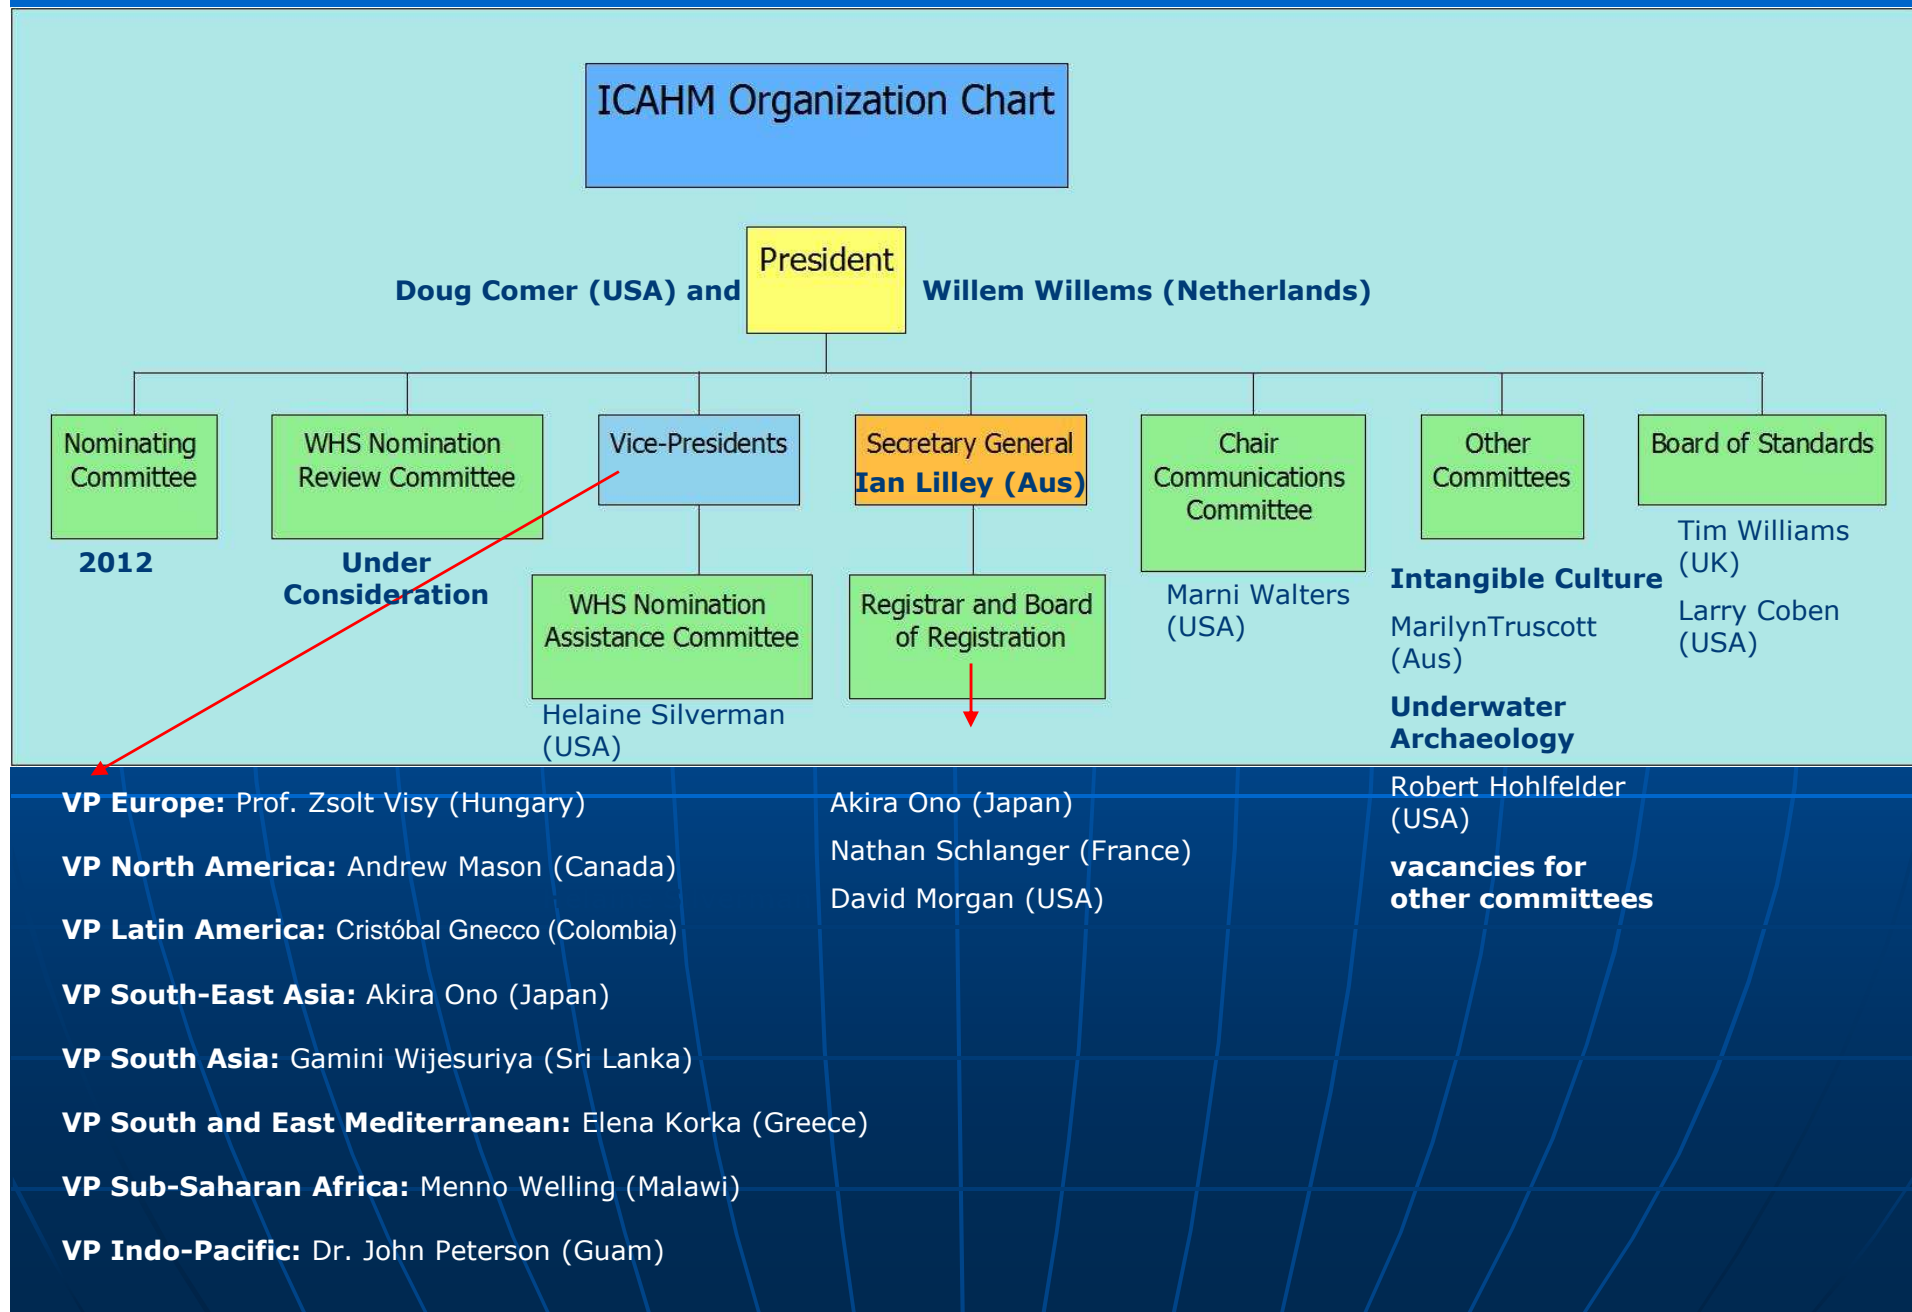 ICAHM Organization Chart
President
Doug Comer (USA) and
Willem Willems (Netherlands)
Nominating
Committee
2012
WHS Nomination
Review Committee
Under
Consideration
Vice-Presidents
WHS Nomination
Assistance Committee
Helaine Silverman
(USA)
Secretary General
Ian Lilley (Aus)
Registrar and Board
of Registration
Chair
Communications
Committee
Marni Walters
(USA)
Other
Committees
Intangible Culture
MarilynTruscott
(Aus)
Underwater
Archaeology
Robert Hohlfelder
(USA)
vacancies for
other committees
Board of Standards
Tim Williams
(UK)
Larry Coben
(USA)
VP Europe: Prof. Zsolt Visy (Hungary)
VP North America: Andrew Mason (Canada)
VP Latin America: Cristóbal Gnecco (Colombia)
VP South-East Asia: Akira Ono (Japan)
VP South Asia: Gamini Wijesuriya (Sri Lanka)
VP South and East Mediterranean: Elena Korka (Greece)
VP Sub-Saharan Africa: Menno Welling (Malawi)
VP Indo-Pacific: Dr. John Peterson (Guam)
Akira Ono (Japan)
Nathan Schlanger (France)
David Morgan (USA)